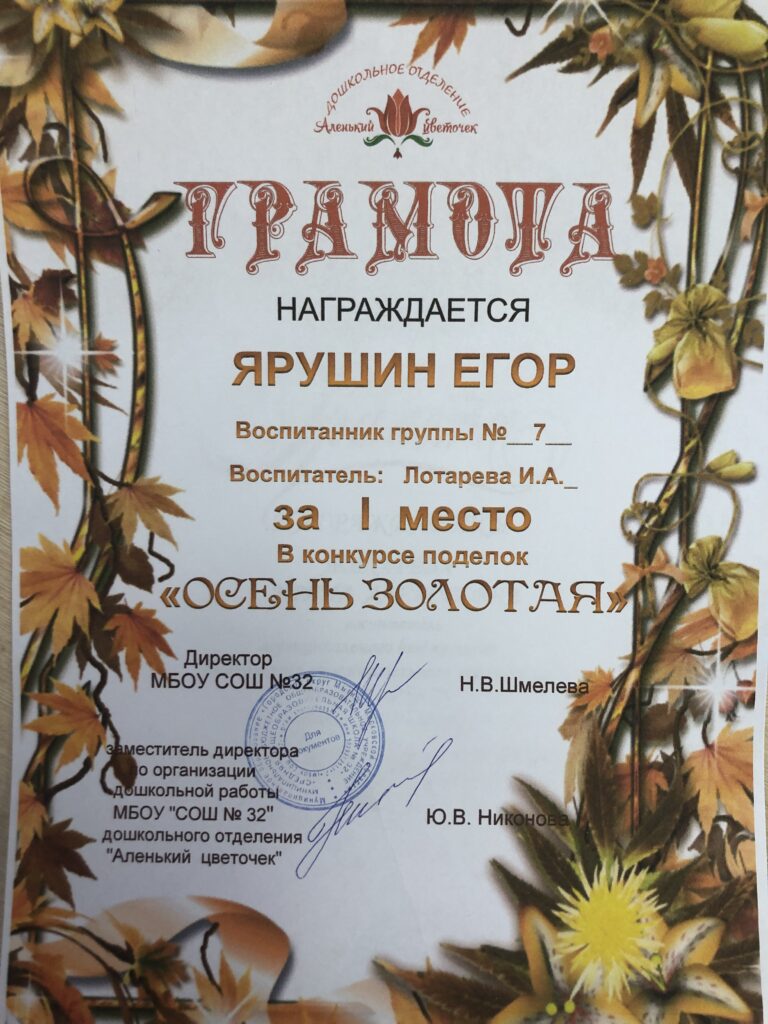 ДОШКОЛЬНОЕ ОТДЕЛЕНИЕ
Аленький цветочек
ГРАМОТА
НАГРАЖДАЕТСЯ
ЯРУШИН ЕГОР
Воспитанник группы №__7__
Воспитатель: Лотарева И.А._
за I место
В конкурсе поделок
«ОСЕНЬ ЗОЛОТАЯ»
Директор
МБОУ СОШ №32
Н.В.Шмелева
Для
документов
заместитель директора
по организации
дошкольной работы
МБОУ "СОШ № 32"
дошкольного отделения
"Аленький цветочек"
Ю.В. Никонова